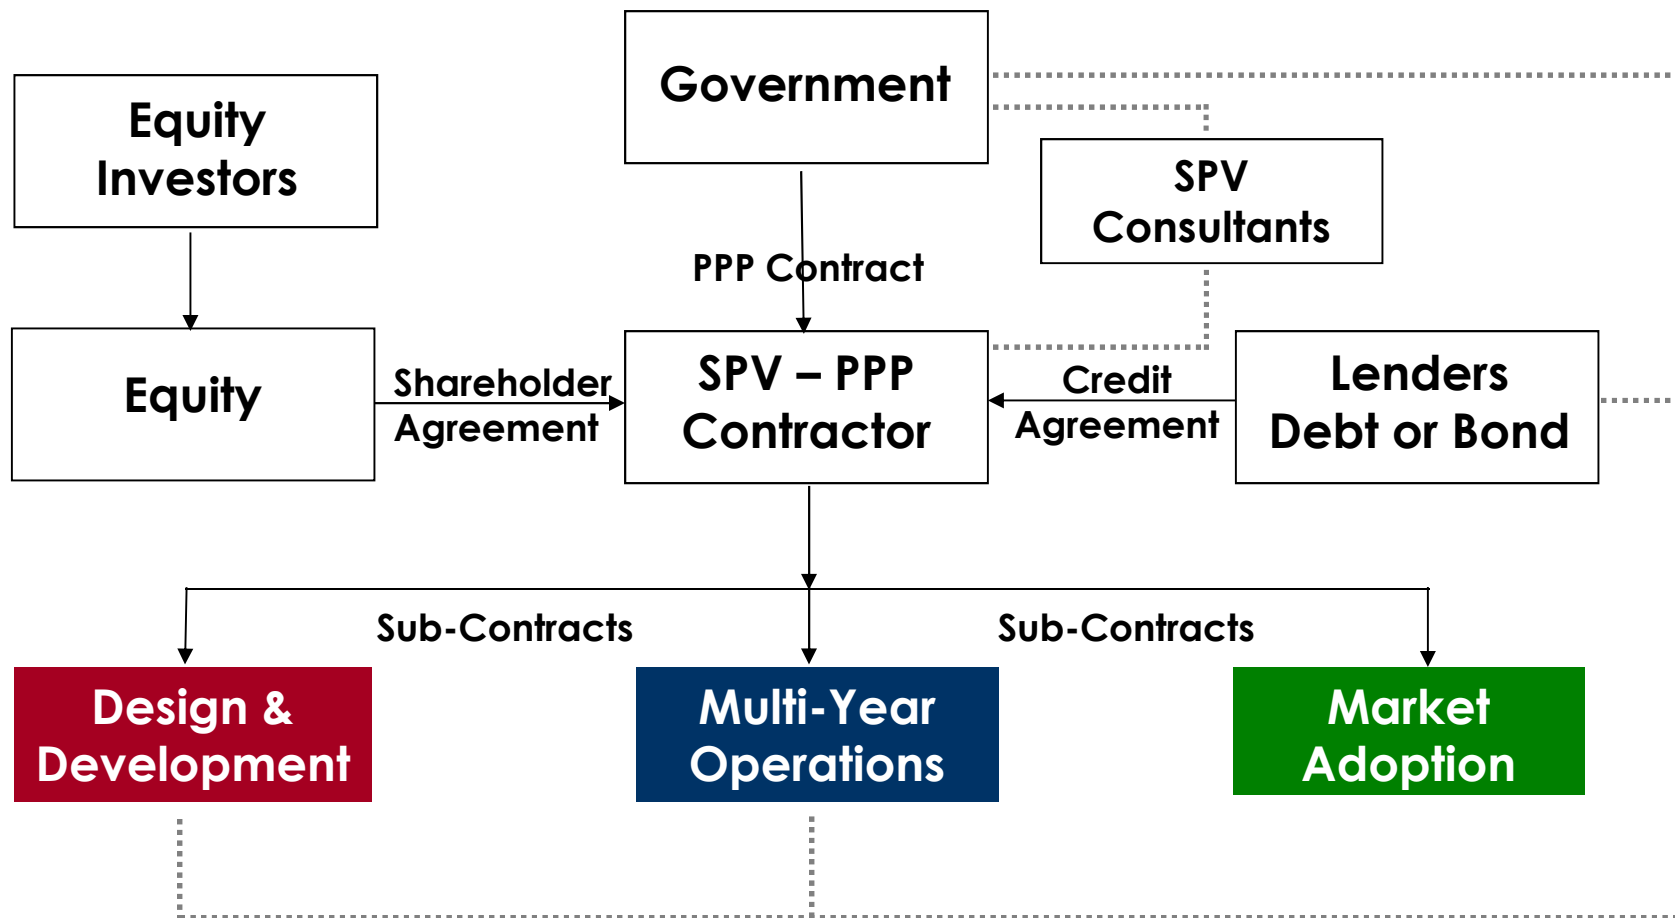 Government
Equity
Investors
SPV
Consultants
PPP Contract
Equity
Shareholder
Agreement
SPV – PPP
Contractor
Credit
Agreement
Lenders
Debt or Bond
Sub-Contracts
Sub-Contracts
Design &
Development
Multi-Year
Operations
Market
Adoption